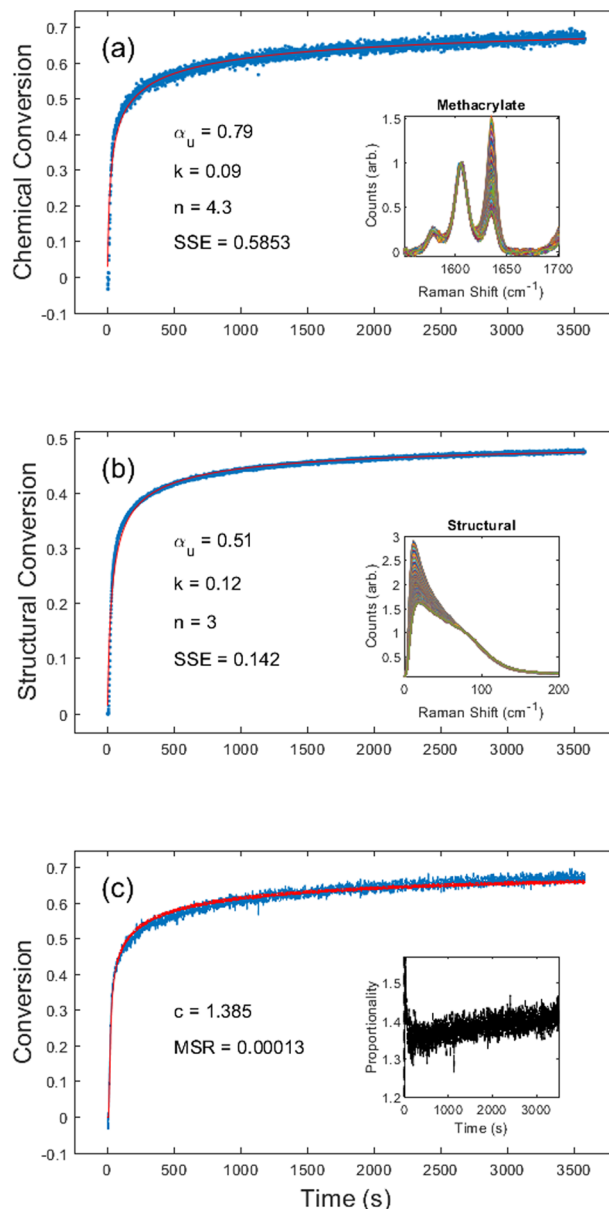 (a)
Chemical Conversion
0.7
0.6
0.5
0.4
0.3
0.2
0.1
0
-0.1
αu = 0.79
k = 0.09
n = 4.3
SSE = 0.5853
Methacrylate
Counts (arb.)
1.5
1
0.5
0
1600 1650 1700
Raman Shift (cm-1)
0 500 1000 1500 2000 2500 3000 3500
(b)
Structural Conversion
0.5
0.4
0.3
0.2
0.1
0
αu = 0.51
k = 0.12
n = 3
SSE = 0.142
Structural
Counts (arb.)
3
2.5
2
1.5
1
0.5
0 100 200
Raman Shift (cm-1)
0 500 1000 1500 2000 2500 3000 3500
(c)
Conversion
0.7
0.6
0.5
0.4
0.3
0.2
0.1
0
-0.1
c = 1.385
MSR = 0.00013
Proportionality
1.5
1.4
1.3
1.2
0 1000 2000 3000
Time (s)
0 500 1000 1500 2000 2500 3000 3500
Time (s)